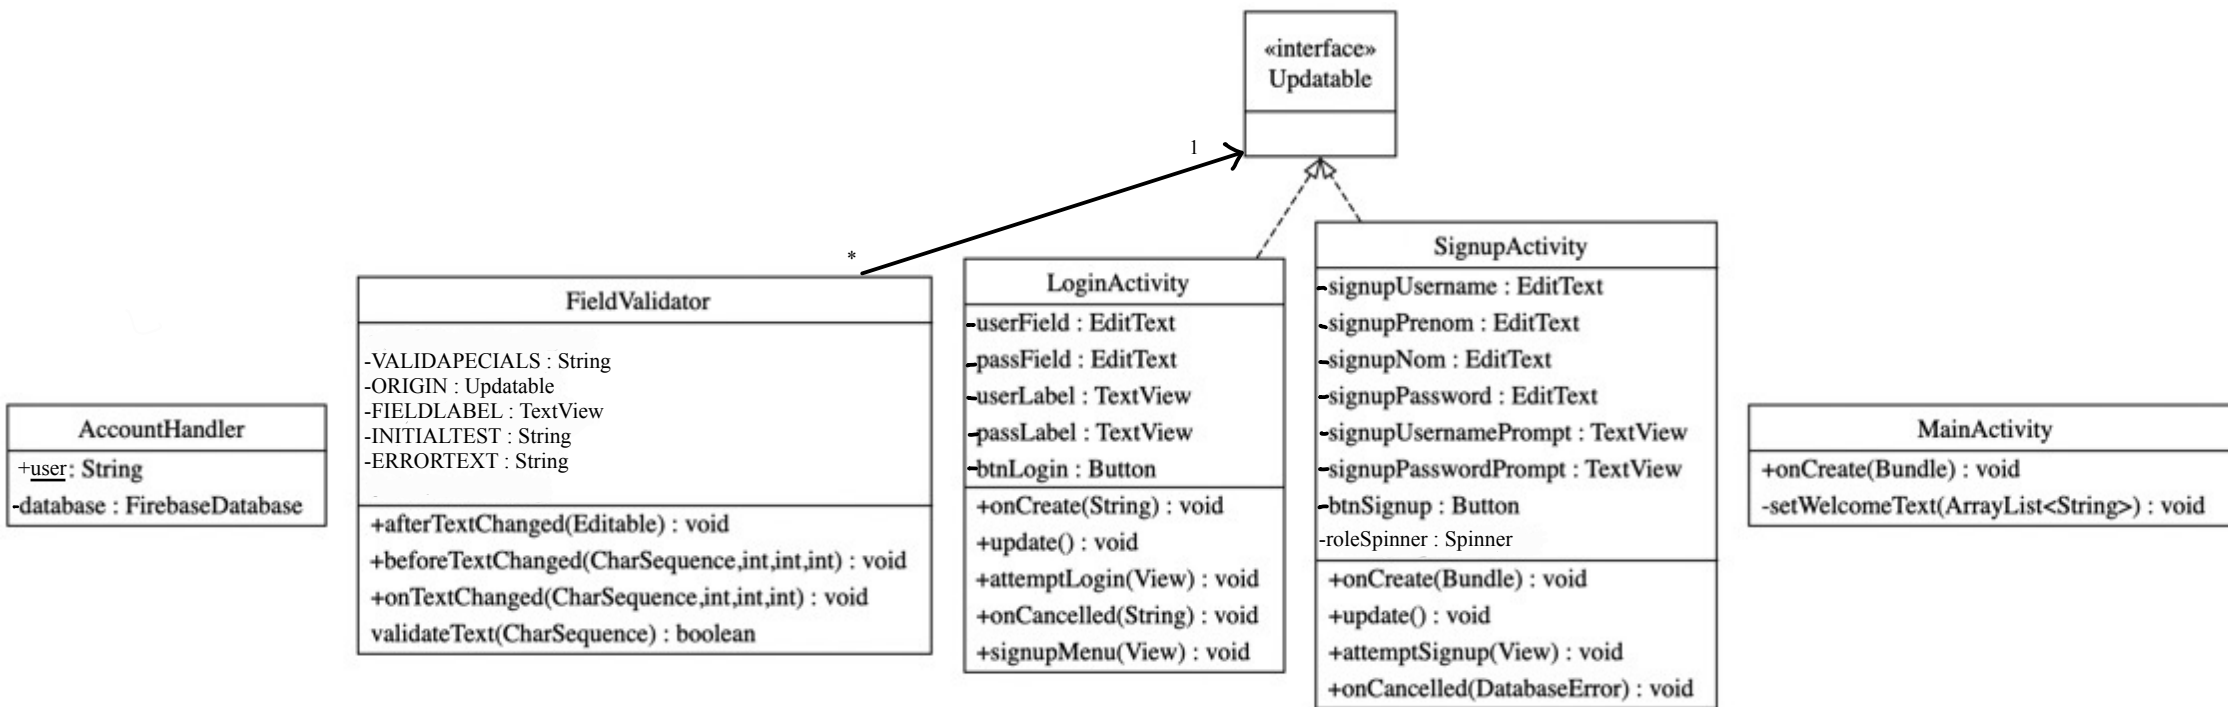 «interface»
Updatable
1
*
AccountHandler
+user: String
-database : FirebaseDatabase
FieldValidator
-VALIDAPECIALS : String
-ORIGIN : Updatable
-FIELDLABEL : TextView
-INITIALTEST : String
-ERRORTEXT : String
+afterTextChanged(Editable) : void
+beforeTextChanged(CharSequence,int,int,int) : void
+onTextChanged(CharSequence,int,int,int) : void
validateText(CharSequence) : boolean
LoginActivity
-userField : EditText
-passField : EditText
-userLabel : TextView
-passLabel : TextView
-btnLogin : Button
+onCreate(String) : void
+update() : void
+attemptLogin(View) : void
+onCancelled(String) : void
+signupMenu(View) : void
SignupActivity
-signupUsername : EditText
-signupPrenom : EditText
-signupNom : EditText
-signupPassword : EditText
-signupUsernamePrompt : TextView
-signupPasswordPrompt : TextView
-btnSignup : Button
-roleSpinner : Spinner
+onCreate(Bundle) : void
+update() : void
+attemptSignup(View) : void
+onCancelled(DatabaseError) : void
MainActivity
+onCreate(Bundle) : void
-setWelcomeText(ArrayList<String>) : void